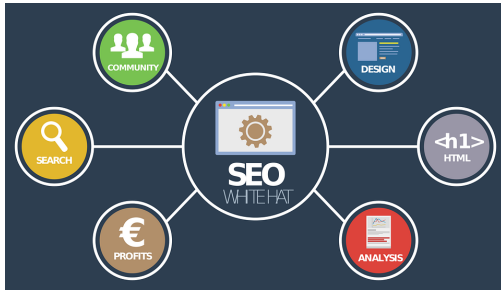 COMMUNITY
DESIGN
SEARCH
SEO
WHITE HAT
<h1>
HTML
€
PROFITS
ANALYSIS